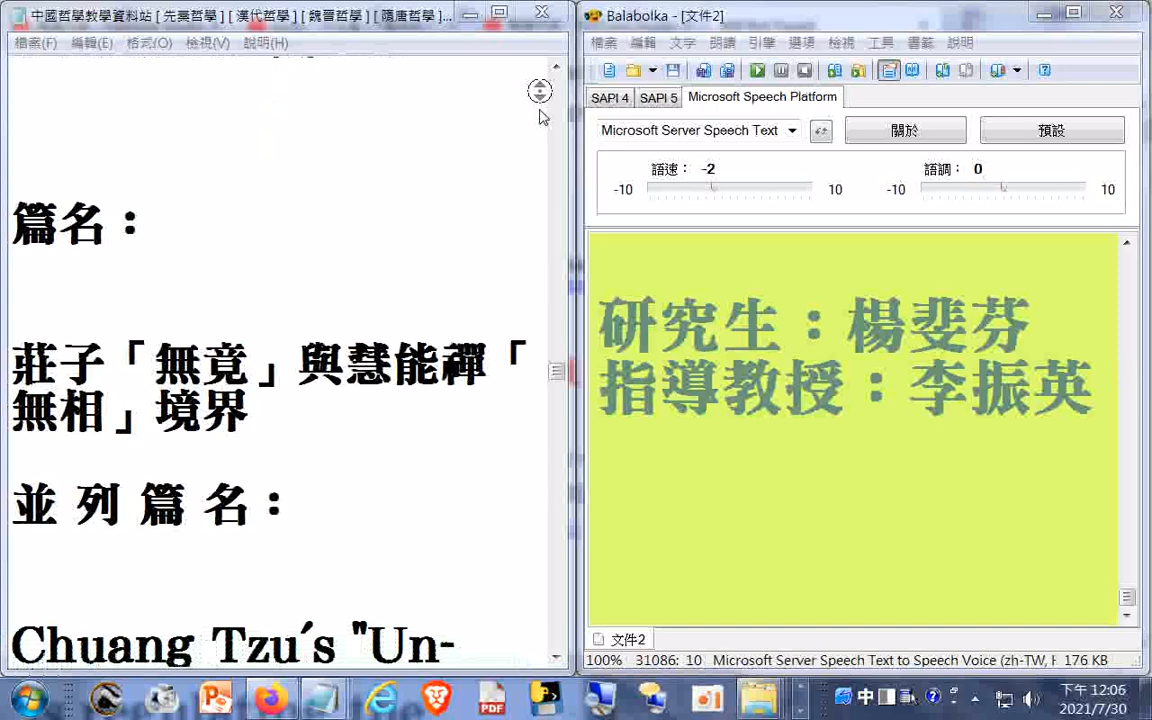 中國哲學教學資料站 [ 先秦哲學 ] [ 漢代哲學 ] [ 魏晉哲學 ] [ 隋唐哲學 ]...
檔案(F) 編輯(E) 格式(O) 檢視(V) 說明(H)
篇名：
莊子「無竟」與慧能禪「
無相」境界
並 列 篇 名：
Chuang Tzu's "Un-
Balabolka - [文件2]
檔案 編輯 文字 朗讀 引擎 選項 檢視 工具 書籤 說明
SAPI 4 SAPI 5 Microsoft Speech Platform
Microsoft Server Speech Text 關於 預設
語速： -2 語調： 0
-10 10 -10 10
研究生：楊斐芬
指導教授：李振英
文件2
100% 31086: 10 Microsoft Server Speech Text to Speech Voice (zh-TW, H 176 KB
PDF
中
下午 12:06
2021/7/30